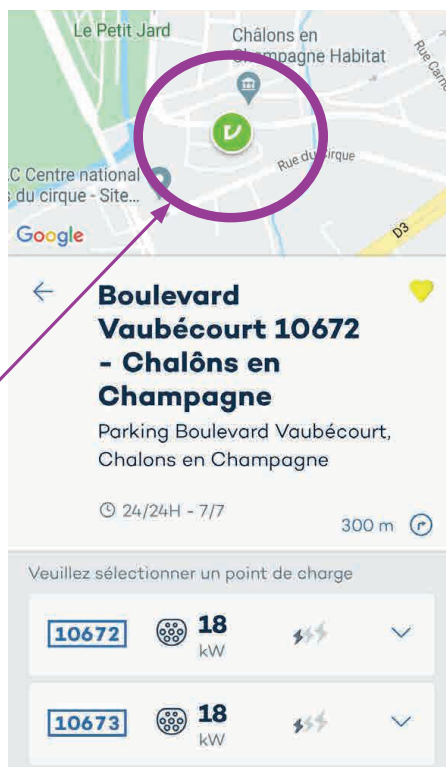 Le Petit Jard
Châlons en
Champagne Habitat
Rue Carno
C Centre national
du cirque - Site...
Rue du Cirque
Google
D3
Boulevard
Vaubécourt 10672
- Chalôns en
Champagne
Parking Boulevard Vaubécourt,
Chalons en Champagne
24/24H - 7/7
300 m
Veuillez sélectionner un point de charge
10672 18
kW
10673 18
kW